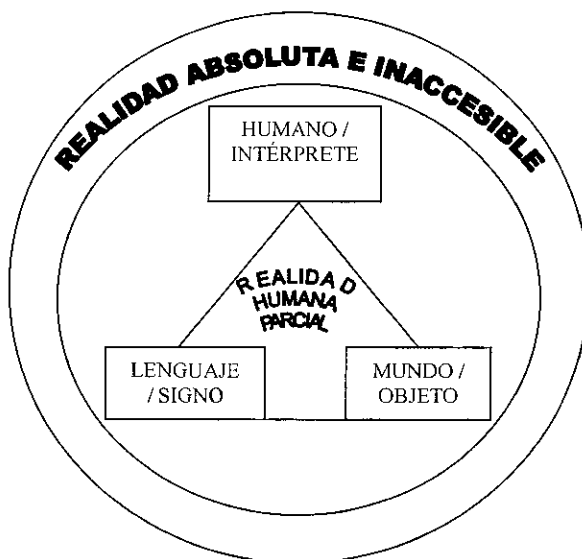 REALIDAD ABSOLUTA E INACCESIBLE
HUMANO /
INTÉRPRETE
REALIDAD
HUMANA
PARCIAL
LENGUAJE
/ SIGNO
MUNDO /
OBJETO